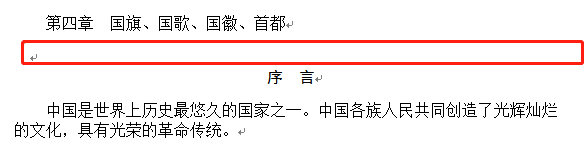 第四章　国旗、国歌、国徽、首都
序　言
中国是世界上历史最悠久的国家之一。中国各族人民共同创造了光辉灿烂
的文化，具有光荣的革命传统。